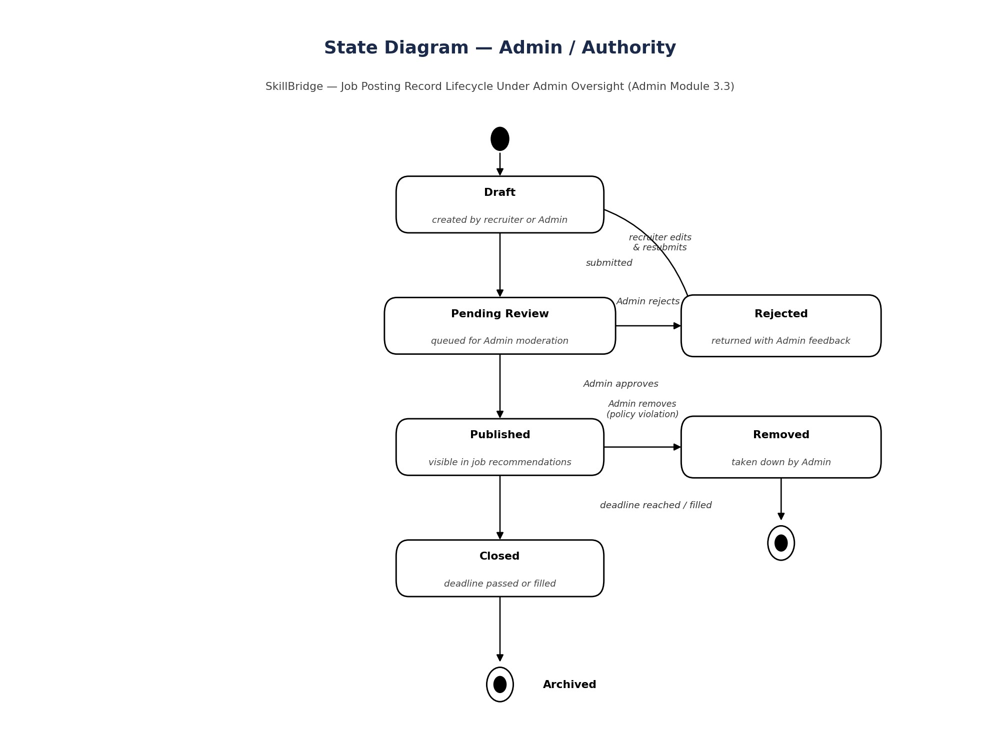 State Diagram — Admin / Authority
SkillBridge — Job Posting Record Lifecycle Under Admin Oversight (Admin Module 3.3)
Draft
created by recruiter or Admin
recruiter edits
& resubmits
submitted
Admin rejects
Pending Review
queued for Admin moderation
Rejected
returned with Admin feedback
Admin approves
Admin removes
(policy violation)
Published
visible in job recommendations
Removed
taken down by Admin
deadline reached / filled
Closed
deadline passed or filled
Archived